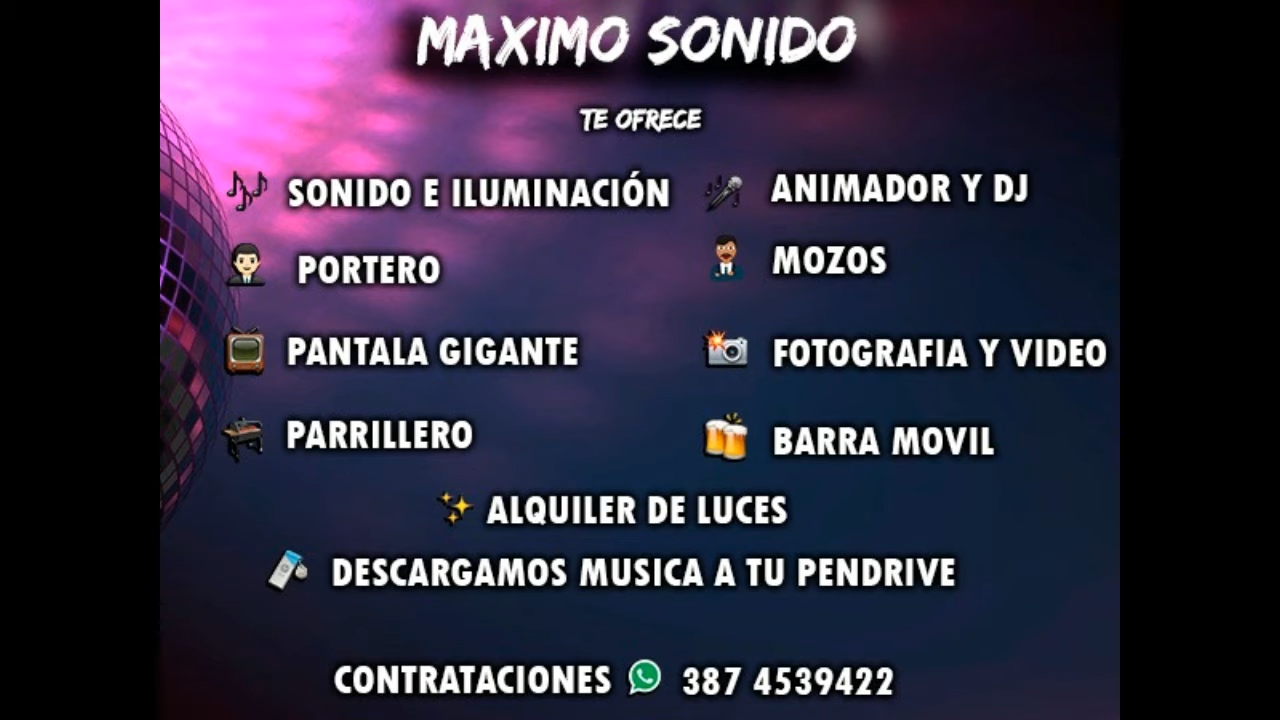 MAXIMO SONIDO
TE OFRECE
SONIDO E ILUMINACIÓN
ANIMADOR Y DJ
PORTERO
MOZOS
PANTALA GIGANTE
FOTOGRAFIA Y VIDEO
PARRILLERO
BARRA MOVIL
ALQUILER DE LUCES
DESCARGAMOS MUSICA A TU PENDRIVE
CONTRATACIONES 387 4539422